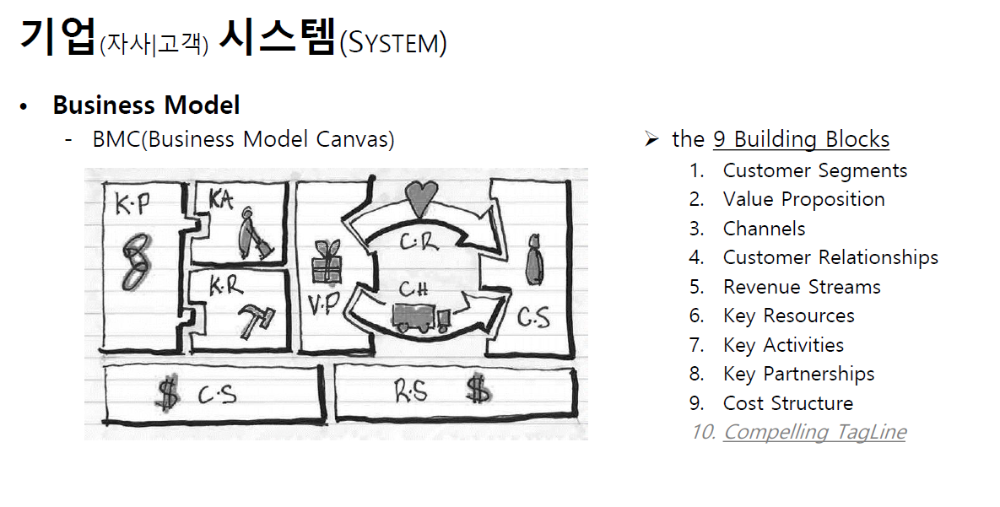 기업(자사|고객) 시스템(SYSTEM)
• Business Model
- BMC(Business Model Canvas)
K·P
KA
K·R
V·P
C·R
CH
C·S
$ C·S
R·S $
➢ the 9 Building Blocks
1. Customer Segments
2. Value Proposition
3. Channels
4. Customer Relationships
5. Revenue Streams
6. Key Resources
7. Key Activities
8. Key Partnerships
9. Cost Structure
10. Compelling TagLine